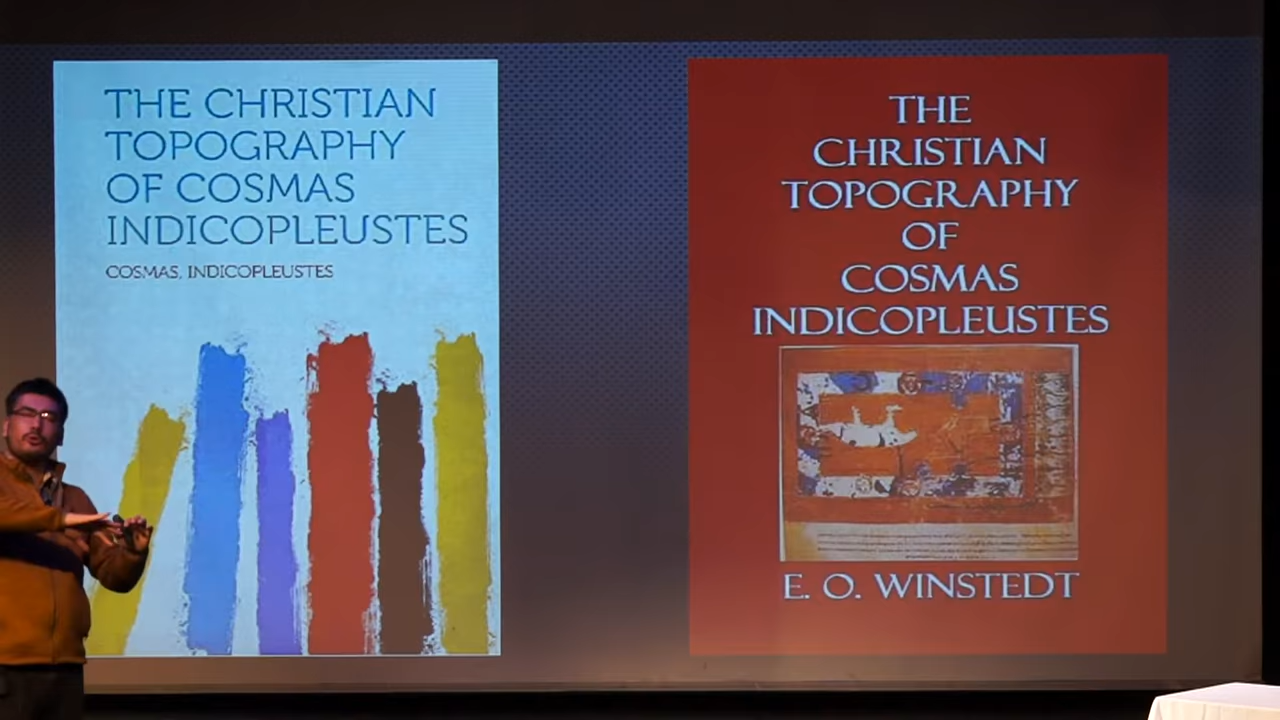 THE CHRISTIAN
TOPOGRAPHY
OF COSMAS
INDICOPLEUSTES
COSMAS, INDICOPLEUSTES
THE
CHRISTIAN
TOPOGRAPHY
OF
COSMAS
INDICOPLEUSTES
E. O. WINSTEDT